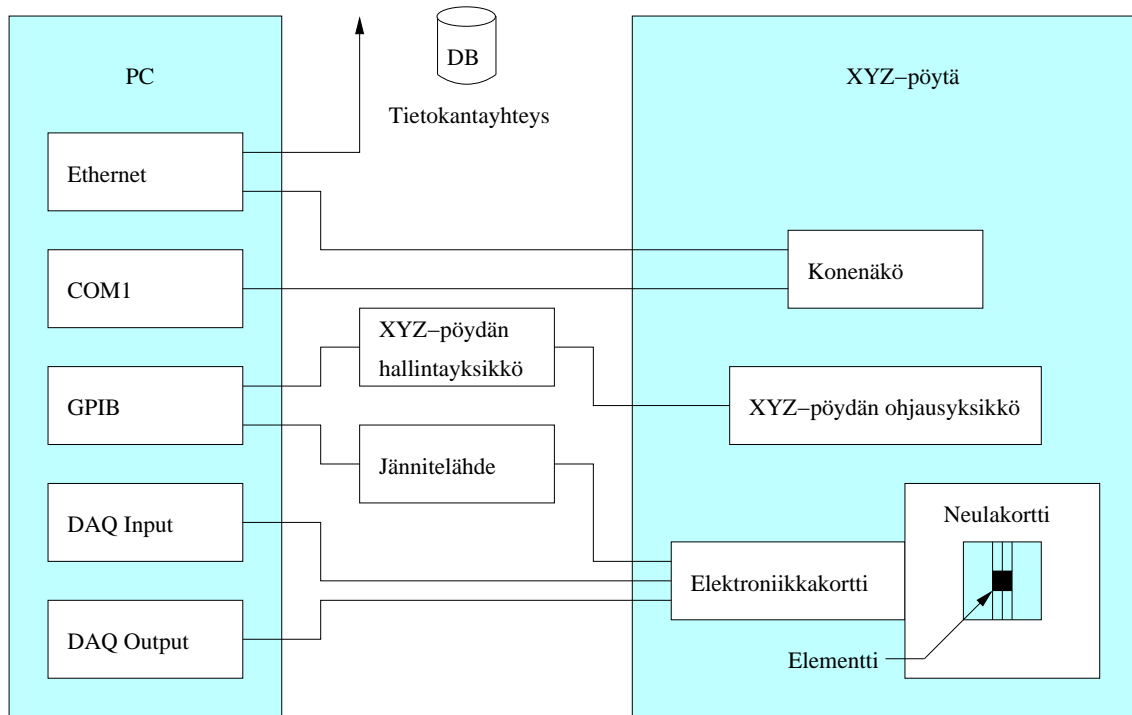 PC
Ethernet
COM1
GPIB
DAQ Input
DAQ Output
DB
Tietokantayhteys
XYZ−pöydän
hallintayksikkö
Jännitelähde
XYZ−pöytä
Konenäkö
XYZ−pöydän ohjausyksikkö
Elektroniikkakortti
Neulakortti
Elementti